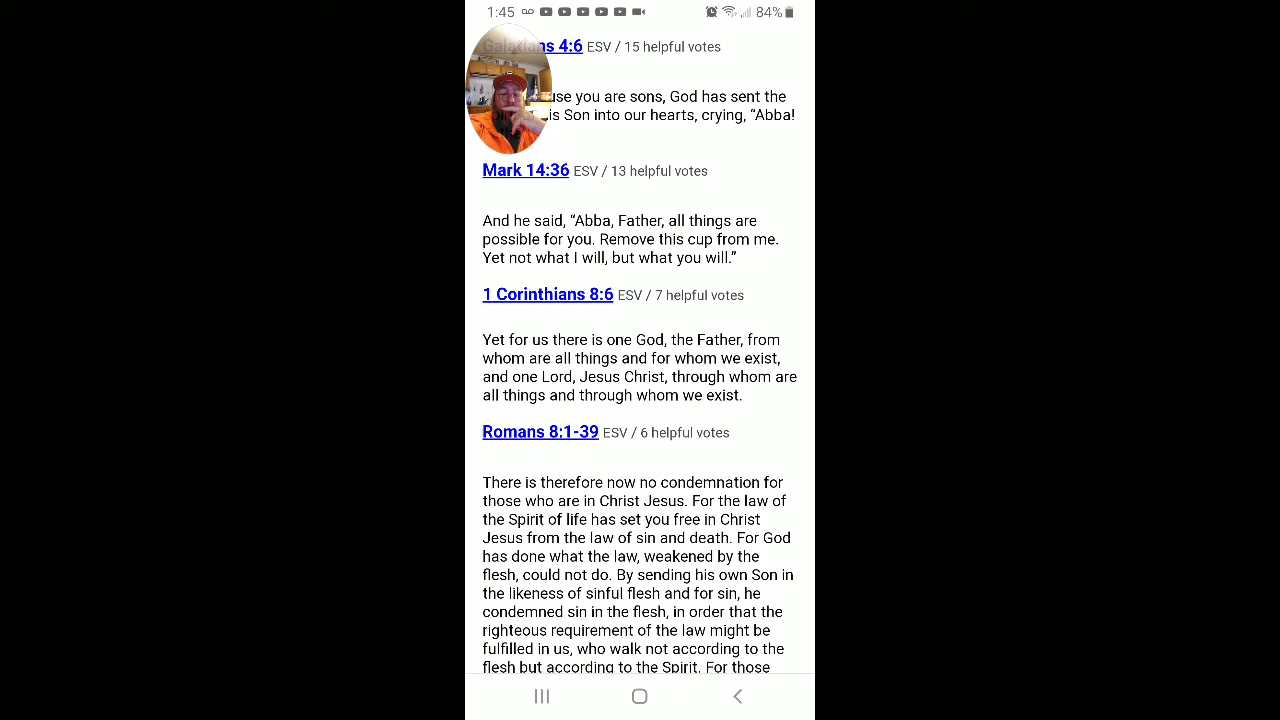 1:45 84%
Galatians 4:6 ESV / 15 helpful votes
use you are sons, God has sent the
is Son into our hearts, crying, “Abba!
Mark 14:36 ESV / 13 helpful votes
And he said, “Abba, Father, all things are
possible for you. Remove this cup from me.
Yet not what I will, but what you will.”
1 Corinthians 8:6 ESV / 7 helpful votes
Yet for us there is one God, the Father, from
whom are all things and for whom we exist,
and one Lord, Jesus Christ, through whom are
all things and through whom we exist.
Romans 8:1-39 ESV / 6 helpful votes
There is therefore now no condemnation for
those who are in Christ Jesus. For the law of
the Spirit of life has set you free in Christ
Jesus from the law of sin and death. For God
has done what the law, weakened by the
flesh, could not do. By sending his own Son in
the likeness of sinful flesh and for sin, he
condemned sin in the flesh, in order that the
righteous requirement of the law might be
fulfilled in us, who walk not according to the
flesh but according to the Spirit. For those